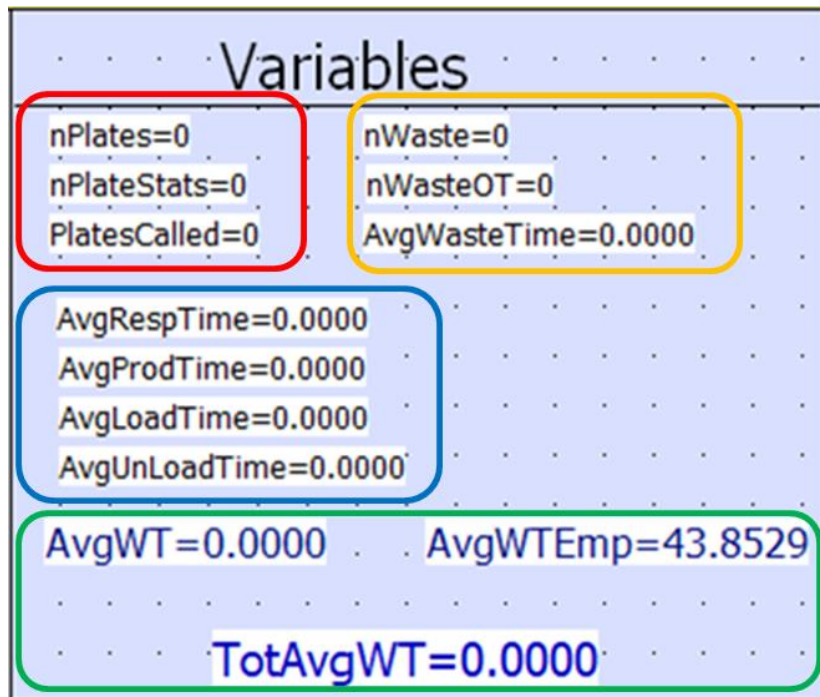 Variables
nPlates=0
nPlateStats=0
PlatesCalled=0
nWaste=0
nWasteOT=0
AvgWasteTime=0.0000
AvgRespTime=0.0000
AvgProdTime=0.0000
AvgLoadTime=0.0000
AvgUnLoadTime=0.0000
AvgWT=0.0000
AvgWTEmp=43.8529
TotAvgWT=0.0000